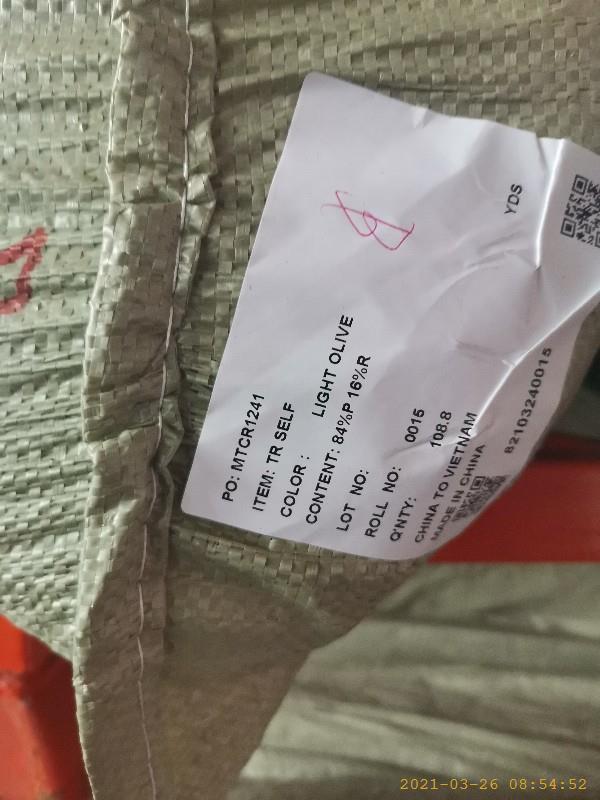 PO: MTCR1241
ITEM: TR SELF
COLOR : LIGHT OLIVE
CONTENT: 84%P 16%R
LOT NO:
ROLL NO: 0015
Q'NTY: 108.8 YDS
CHINA TO VIETNAM
MADE IN CHINA
82103240015
2021-03-26 08:54:52